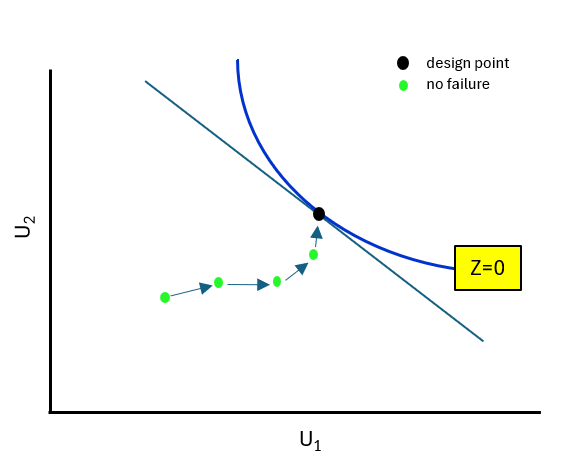 design point
no failure
U2
Z=0
U1